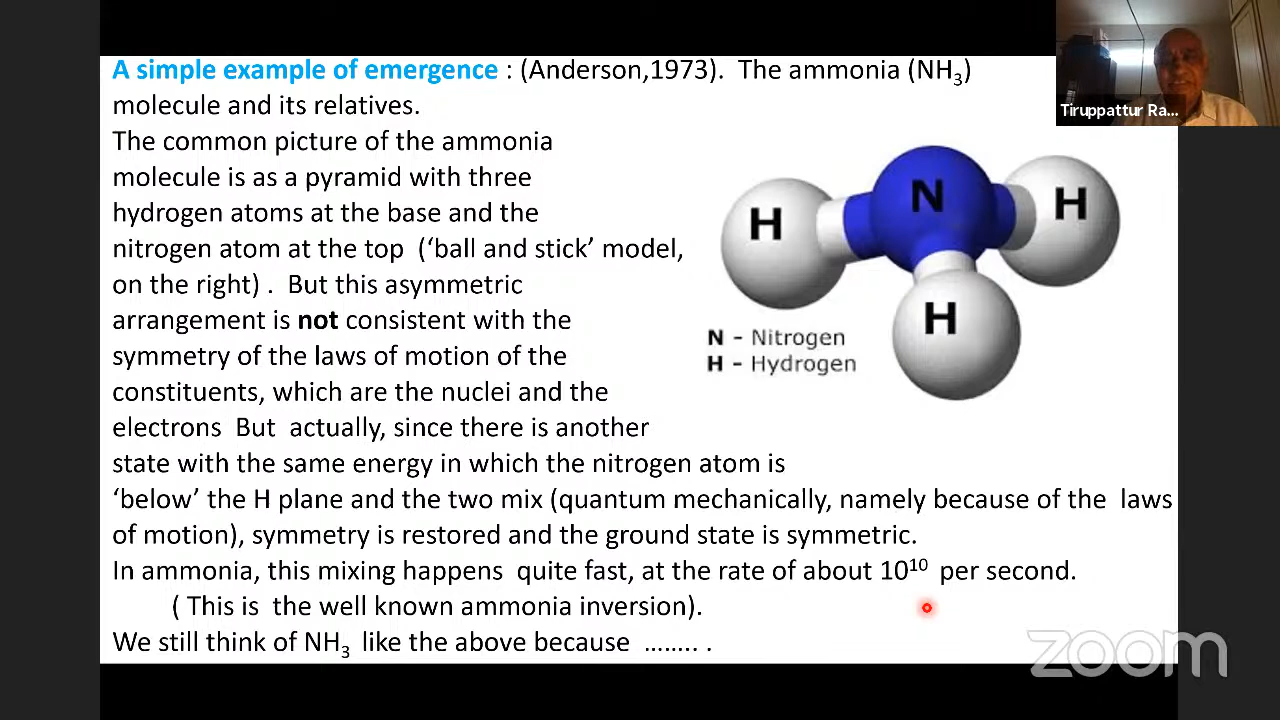 A simple example of emergence : (Anderson,1973). The ammonia (NH₃)
molecule and its relatives.
The common picture of the ammonia
molecule is as a pyramid with three
hydrogen atoms at the base and the
nitrogen atom at the top (‘ball and stick’ model,
on the right) . But this asymmetric
arrangement is not consistent with the
symmetry of the laws of motion of the
constituents, which are the nuclei and the
electrons But actually, since there is another
state with the same energy in which the nitrogen atom is
‘below’ the H plane and the two mix (quantum mechanically, namely because of the laws
of motion), symmetry is restored and the ground state is symmetric.
In ammonia, this mixing happens quite fast, at the rate of about 10¹⁰ per second.
( This is the well known ammonia inversion).
We still think of NH₃ like the above because …….. .
H
N
H
H
N - Nitrogen
H - Hydrogen
Tiruppattur Ra...
zoom